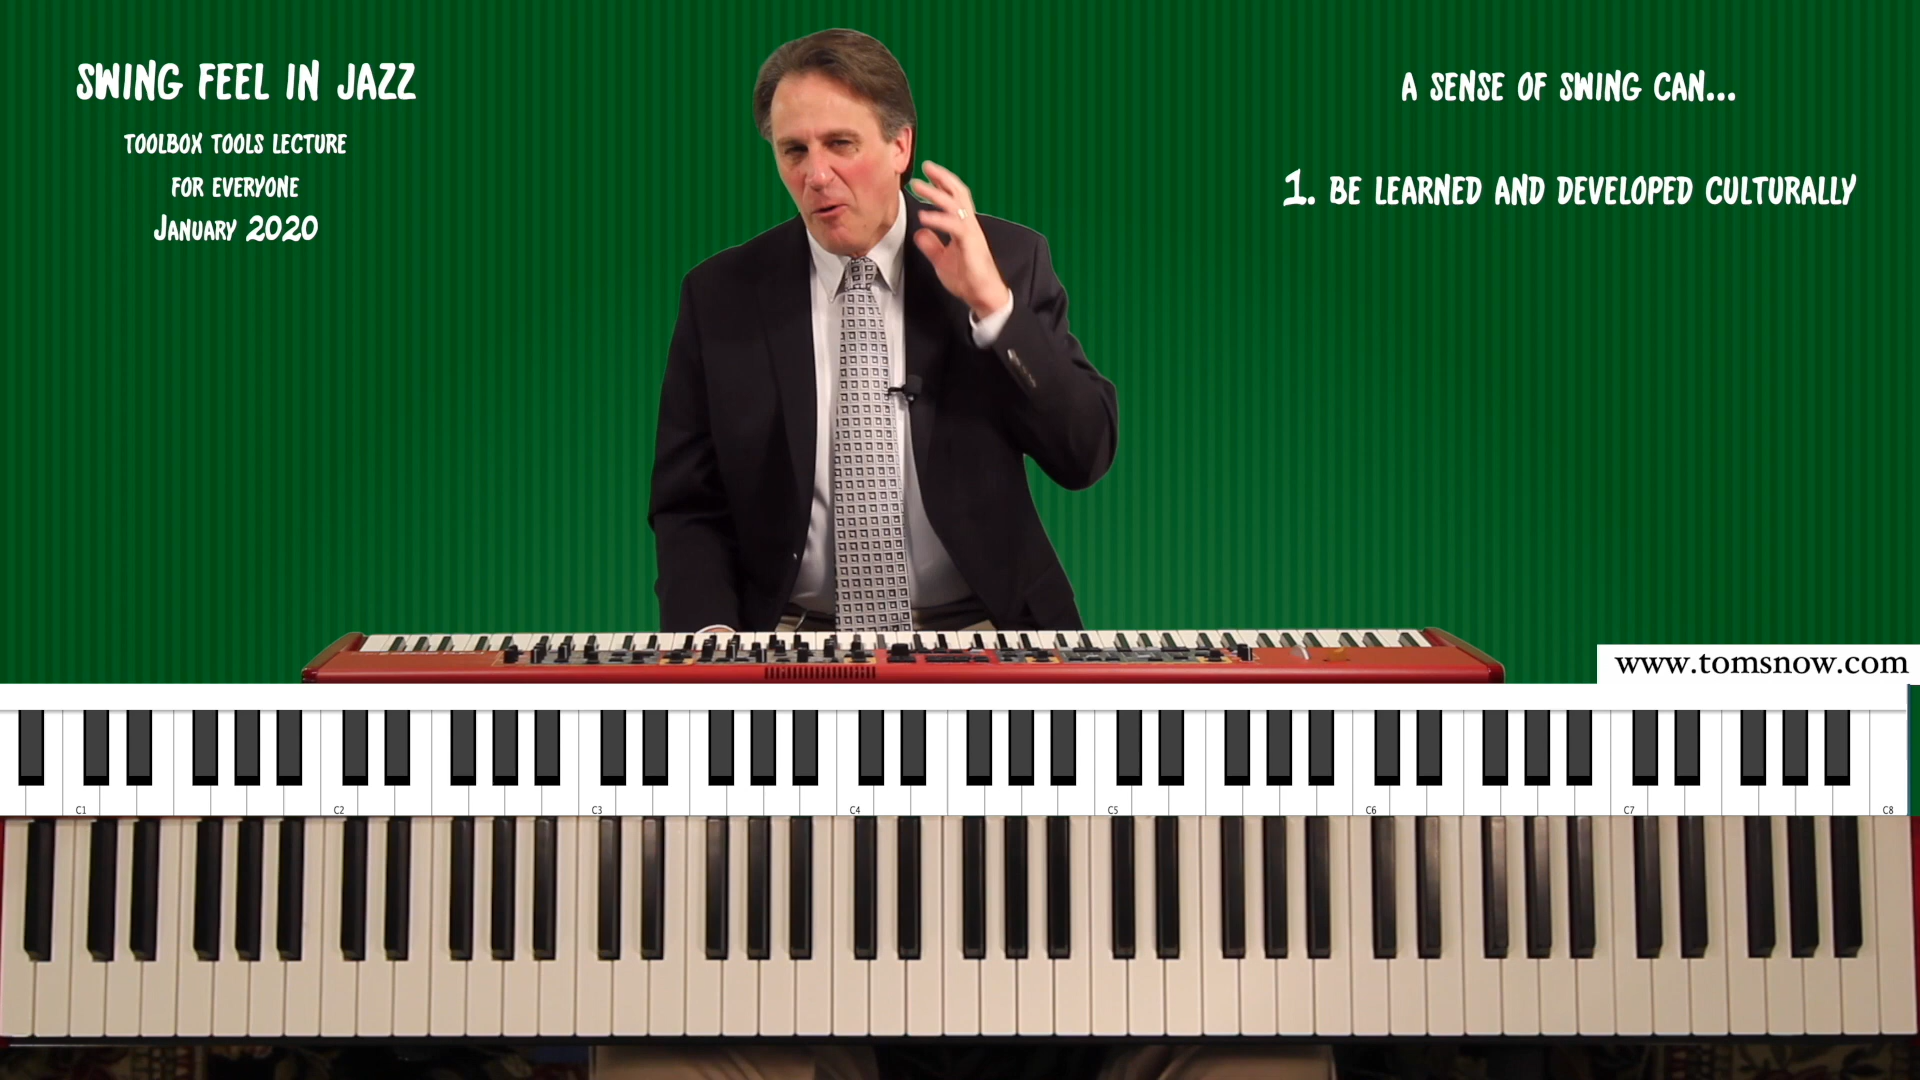 SWING FEEL IN JAZZ
TOOLBOX TOOLS LECTURE
FOR EVERYONE
JANUARY 2020
A SENSE OF SWING CAN...
1. BE LEARNED AND DEVELOPED CULTURALLY
www.tomsnow.com
C1 C2 C3 C4 C5 C6 C7 C8